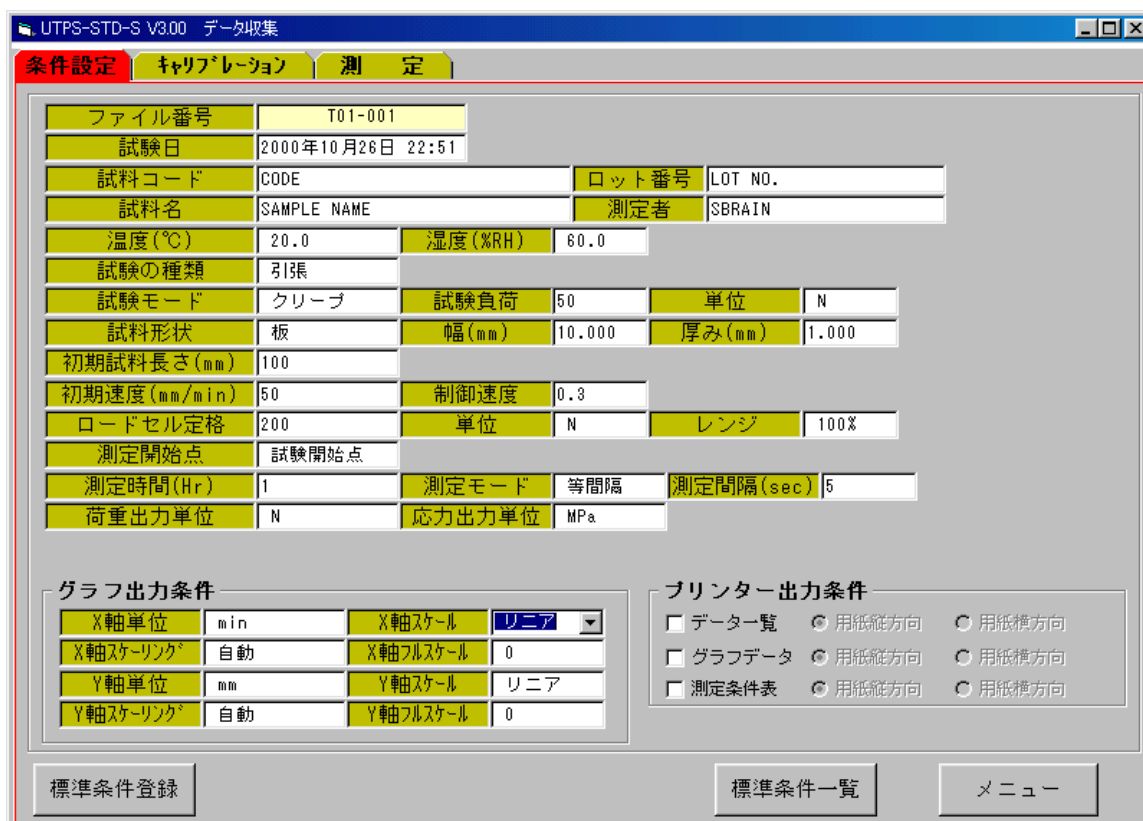 UTPS-STD-S V3.00 データ収集
条件設定 ｷｬﾘﾌﾞﾚｰｼｮﾝ 測 定
ファイル番号 T01-001
試験日 2000年10月26日 22:51
試料コード CODE ロット番号 LOT NO.
試料名 SAMPLE NAME 測定者 SBRAIN
温度(℃) 20.0 湿度(%RH) 60.0
試験の種類 引張
試験モード クリープ 試験負荷 50 単位 N
試料形状 板 幅(mm) 10.000 厚み(mm) 1.000
初期試料長さ(mm) 100
初期速度(mm/min) 50 制御速度 0.3
ロードセル定格 200 単位 N レンジ 100%
測定開始点 試験開始点
測定時間(Hr) 1 測定モード 等間隔 測定間隔(sec) 5
荷重出力単位 N 応力出力単位 MPa
グラフ出力条件 プリンター出力条件
X軸単位 min X軸ｽｹｰﾙ リニア データ一覧 用紙縦方向 用紙横方向
X軸ｽｹｰﾘﾝｸﾞ 自動 X軸ﾌﾙｽｹｰﾙ 0 グラフデータ 用紙縦方向 用紙横方向
Y軸単位 mm Y軸ｽｹｰﾙ リニア 測定条件表 用紙縦方向 用紙横方向
Y軸ｽｹｰﾘﾝｸﾞ 自動 Y軸ﾌﾙｽｹｰﾙ 0
標準条件登録 標準条件一覧 メニュー